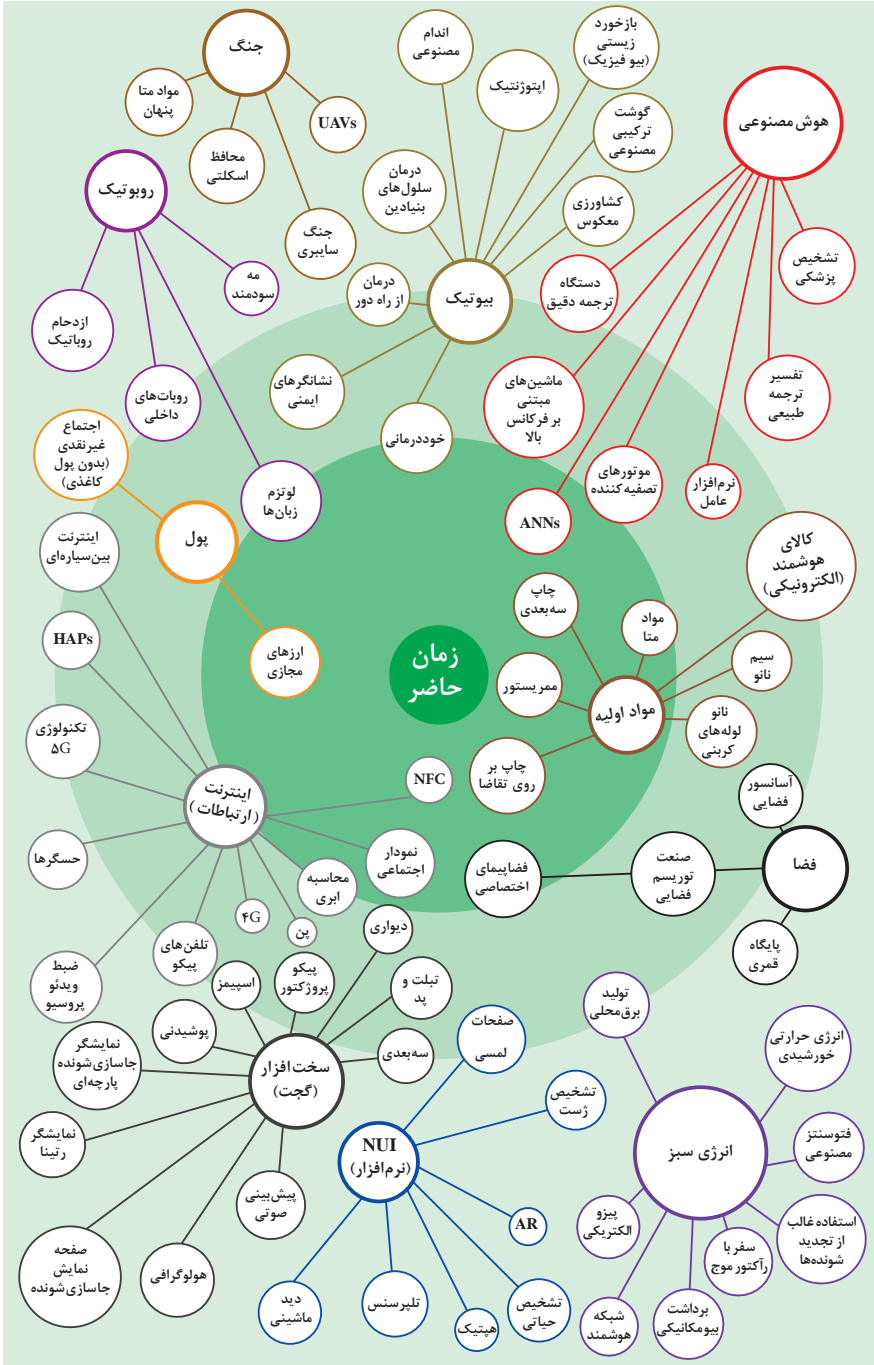 جنگ
مواد متا
پنهان
محافظ
اسکلتی
UAVs
جنگ
سایبری
اندام
مصنوعی
بازخورد
زیستی
(بیو فیزیک)
اپتوژنتیک
گوشت
ترکیبی
مصنوعی
درمان
سلول‌های
بنیادین
کشاورزی
معکوس
بیوتیک
درمان
از راه دور
نشانگرهای
ایمنی
خوددرمانی
هوش مصنوعی
تشخیص
پزشکی
دستگاه
ترجمه دقیق
تفسیر
ترجمه
طبیعی
ماشین‌های
مبتنی
بر فرکانس
بالا
موتورهای
تصفیه‌کننده
نرم‌افزار
عامل
ANNs
روبوتیک
مه
سودمند
ازدحام
روباتیک
روبات‌های
داخلی
لوتزم
زبان‌ها
اجتماع
غیرنقدی
(بدون پول
کاغذی)
پول
ارزهای
مجازی
زمان
حاضر
کالای
هوشمند
(الکترونیکی)
چاپ
سه‌بعدی
مواد
متا
سیم
نانو
ممریستور
مواد اولیه
نانو
لوله‌های
کربنی
چاپ بر
روی تقاضا
اینترنت
بین‌سیاره‌ای
HAPs
تکنولوژی
۵G
اینترنت
(ارتباطات)
NFC
حسگرها
نمودار
اجتماعی
محاسبه
ابری
۴G
پن
تلفن‌های
پیکو
ضبط
ویدئو
پروسیو
آسانسور
فضایی
فضا
صنعت
توریسم
فضایی
فضاپیمای
اختصاصی
پایگاه
قمری
دیواری
پیکو
پروژکتور
اسپیمز
تبلت و
پد
پوشیدنی
سه‌بعدی
سخت‌افزار
(گجت)
نمایشگر
جاسازی‌شونده
پارچه‌ای
نمایشگر
رتینا
پیش‌بینی
صوتی
صفحه
نمایش
جاسازی‌شونده
هولوگرافی
صفحات
لمسی
تشخیص
ژست
NUI
(نرم‌افزار)
AR
تشخیص
حیاتی
هپتیک
تلپرسنس
دید
ماشینی
تولید
برق‌محلی
انرژی حرارتی
خورشیدی
انرژی سبز
فتوسنتز
مصنوعی
پیزو
الکتریکی
استفاده غالب
از تجدید
شونده‌ها
سفر با
رآکتور موج
برداشت
بیومکانیکی
شبکه
هوشمند